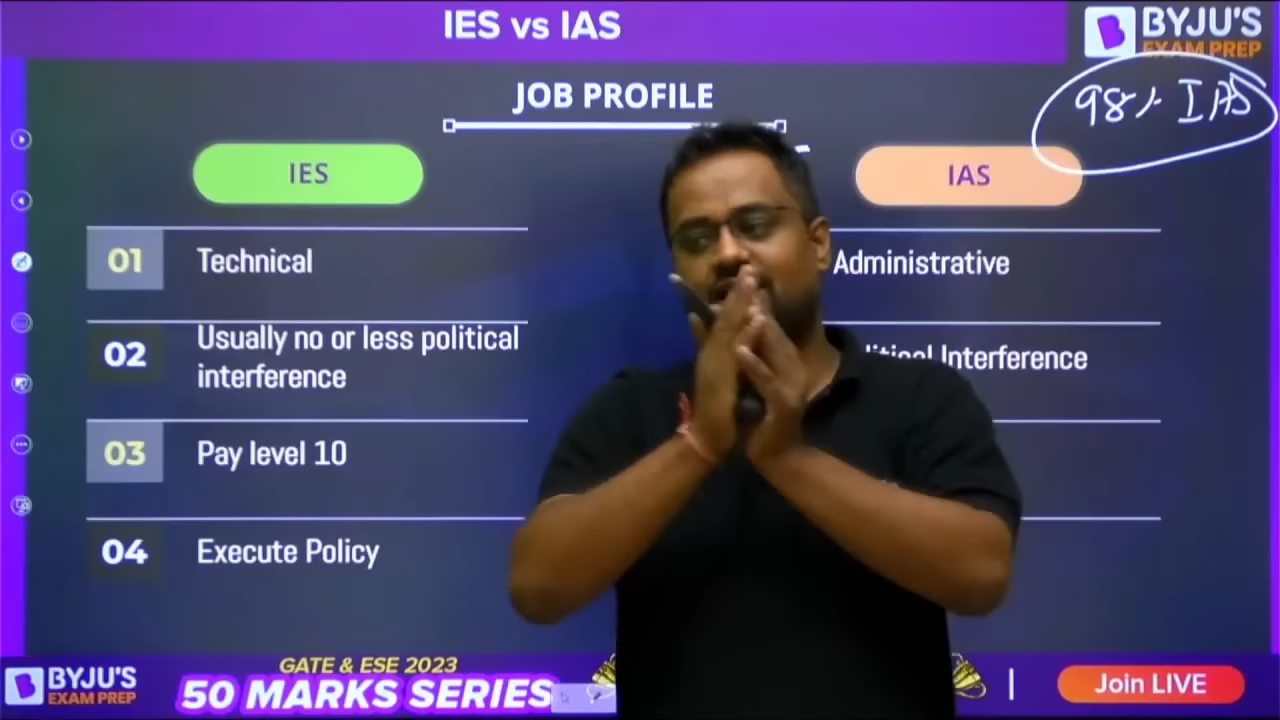 IES vs IAS
BYJU'S
EXAM PREP
98% IAS
JOB PROFILE
IES
IAS
01 Technical
Administrative
02 Usually no or less political
interference
Interference
03 Pay level 10
04 Execute Policy
BYJU'S
EXAM PREP
GATE & ESE 2023
50 MARKS SERIES
Join LIVE